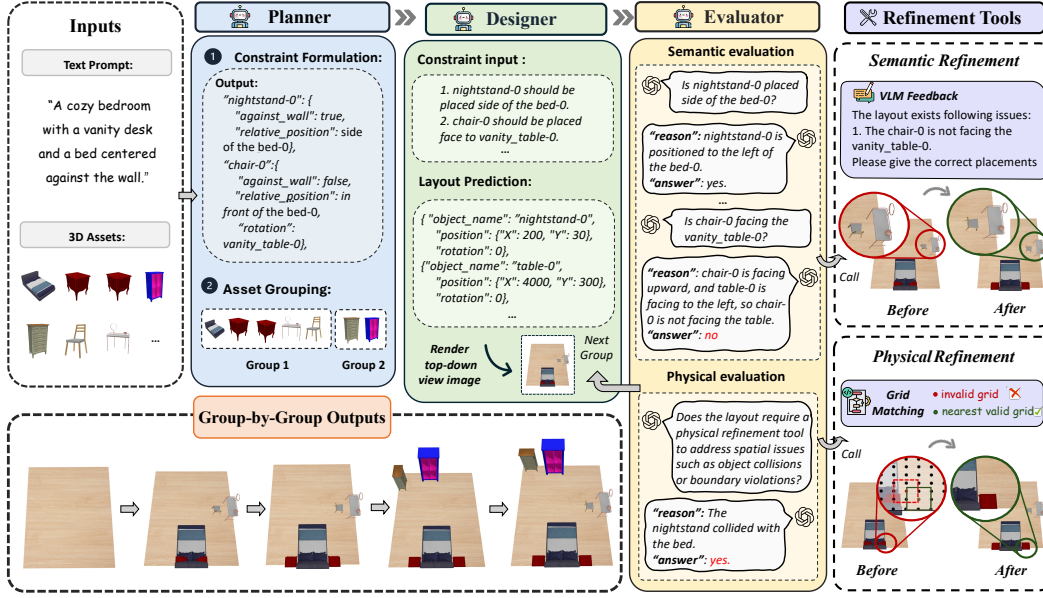 Inputs
Text Prompt:
“A cozy bedroom
with a vanity desk
and a bed centered
against the wall.”
3D Assets:
...
Planner
1 Constraint Formulation:
Output:
”nightstand-0": {
"against_wall": true,
"relative_position": side
of the bed-0},
“chair-0”:{
"against_wall": false,
"relative_position": in
front of the bed-0,
“rotation”:
vanity_table-0},
2 Asset Grouping:
Group 1
Group 2
Designer
Constraint input :
1. nightstand-0 should be
placed side of the bed-0.
2. chair-0 should be placed
face to vanity_table-0.
...
Layout Prediction:
{ "object_name": “nightstand-0",
"position": {"X": 200, "Y": 30},
"rotation": 0},
{"object_name": “table-0",
"position": {"X": 4000, "Y": 300},
"rotation": 0},
...
Render
top-down
view image
Next
Group
Evaluator
Semantic evaluation
Is nightstand-0 placed
side of the bed-0?
“reason”: nightstand-0 is
positioned to the left of
the bed-0.
“answer”: yes.
...
Is chair-0 facing the
vanity_table-0?
“reason: chair-0 is facing
upward, and table-0 is
facing to the left, so chair-
0 is not facing the table.
“answer”: no
Physical evaluation
Does the layout require a
physical refinement tool
to address spatial issues
such as object collisions
or boundary violations?
“reason”: The
nightstand collided with
the bed.
“answer”: yes.
Call
Call
Refinement Tools
Semantic Refinement
VLM Feedback
The layout exists following issues:
1. The chair-0 is not facing the
vanity_table-0.
Please give the correct placements
Before
After
Physical Refinement
Grid
Matching
• invalid grid
• nearest valid grid
Before
After
Group-by-Group Outputs